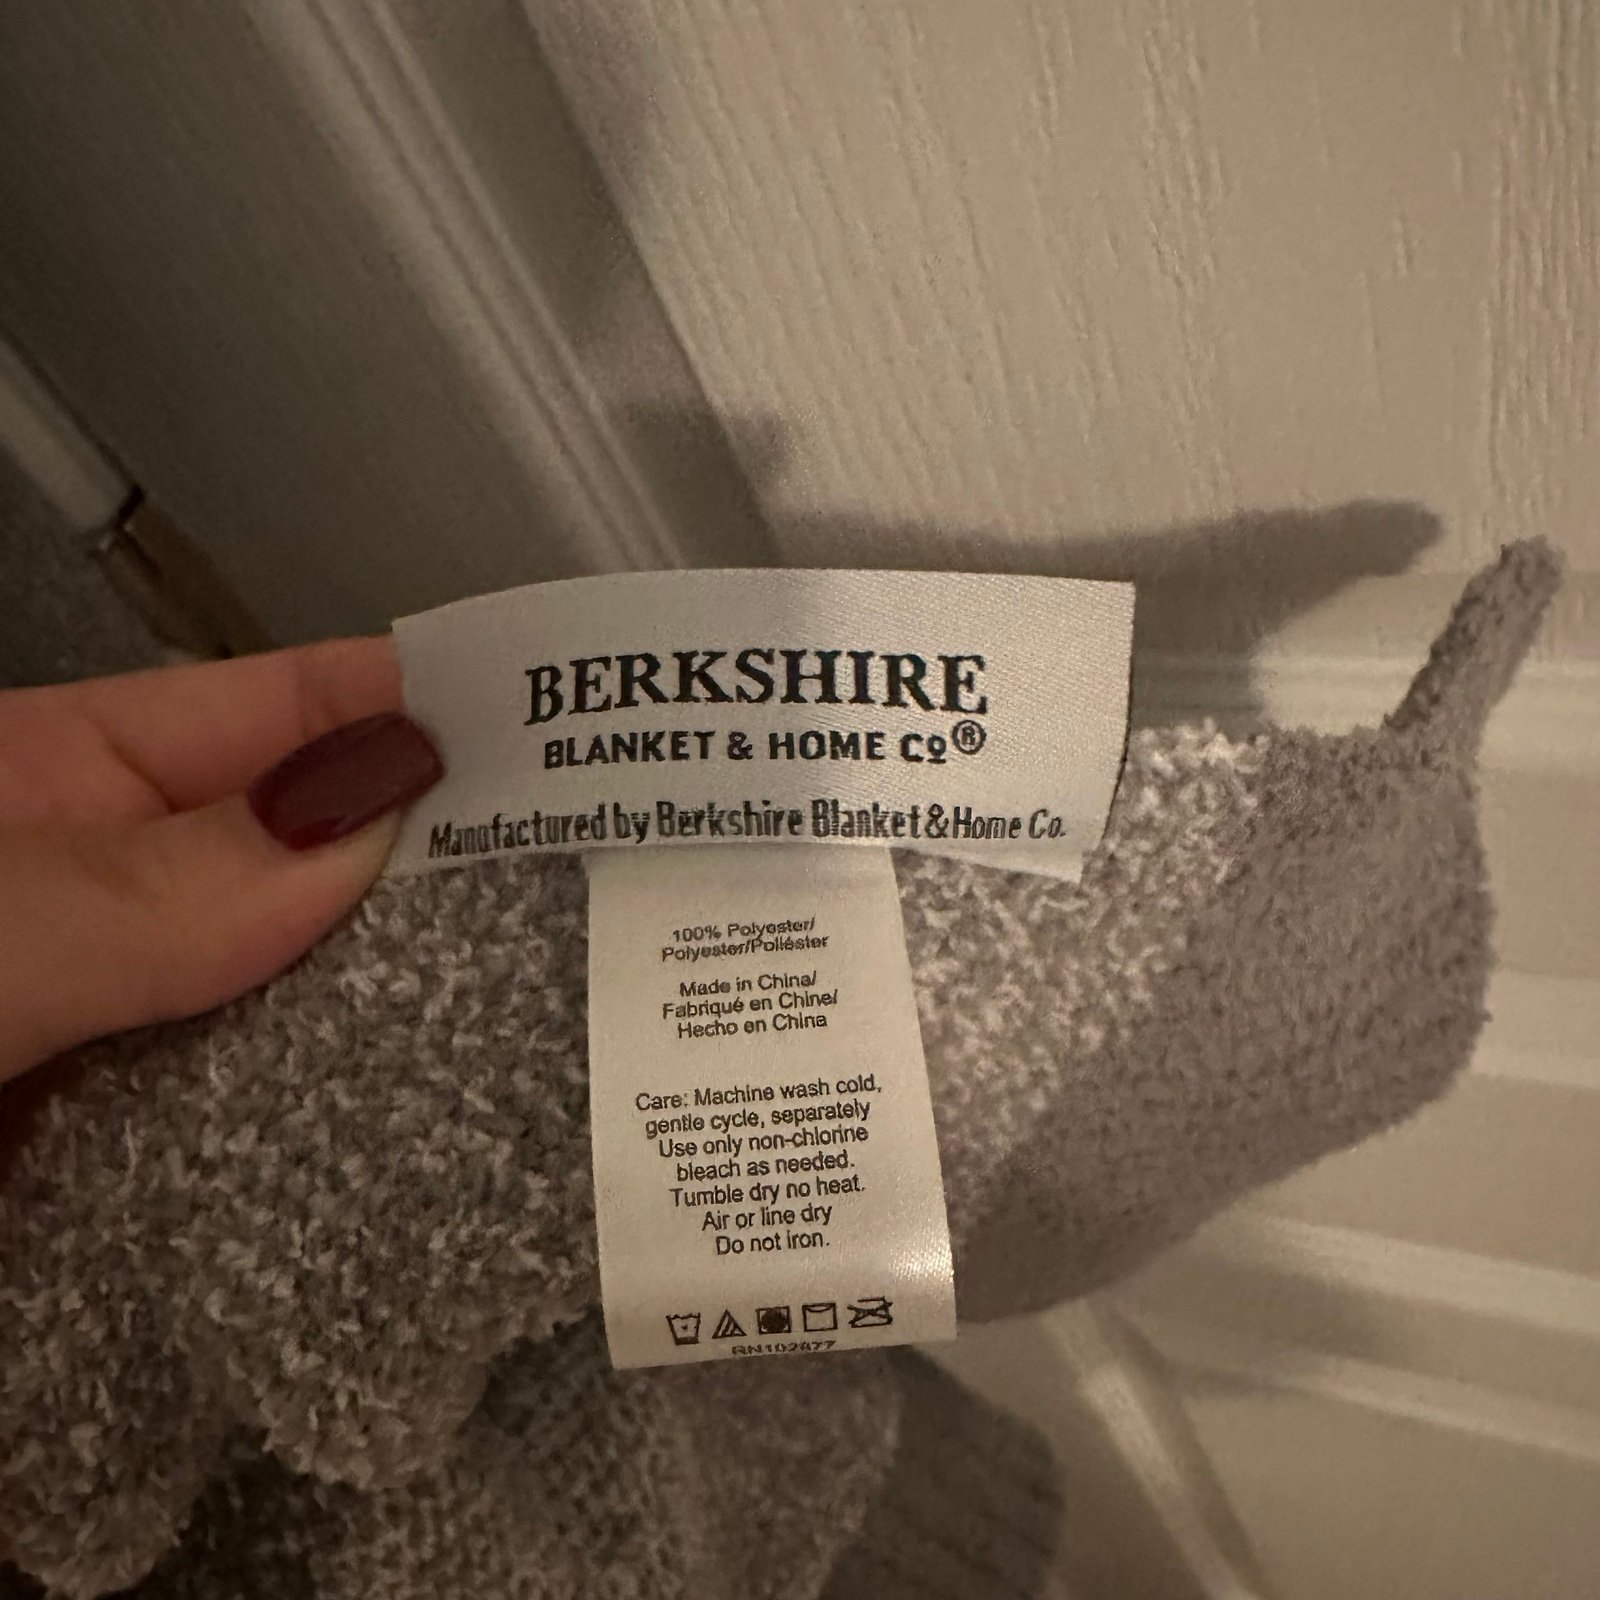 BERKSHIRE
BLANKET & HOME Cº®
Manufactured by Berkshire Blanket & Home Co.
100% Polyester/
Polyester/Poliéster
Made in China/
Fabriqué en Chine/
Hecho en China
Care: Machine wash cold,
gentle cycle, separately
Use only non-chlorine
bleach as needed.
Tumble dry no heat.
Air or line dry
Do not iron.
RN102877